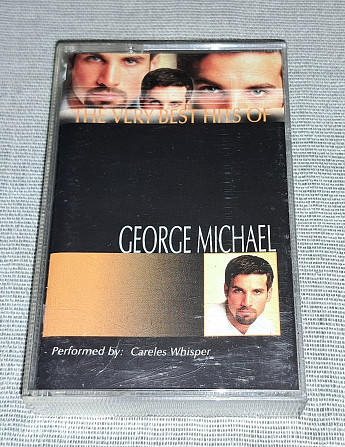 THE VERY BEST HITS OF
GEORGE MICHAEL
Performed by: Careles Whisper